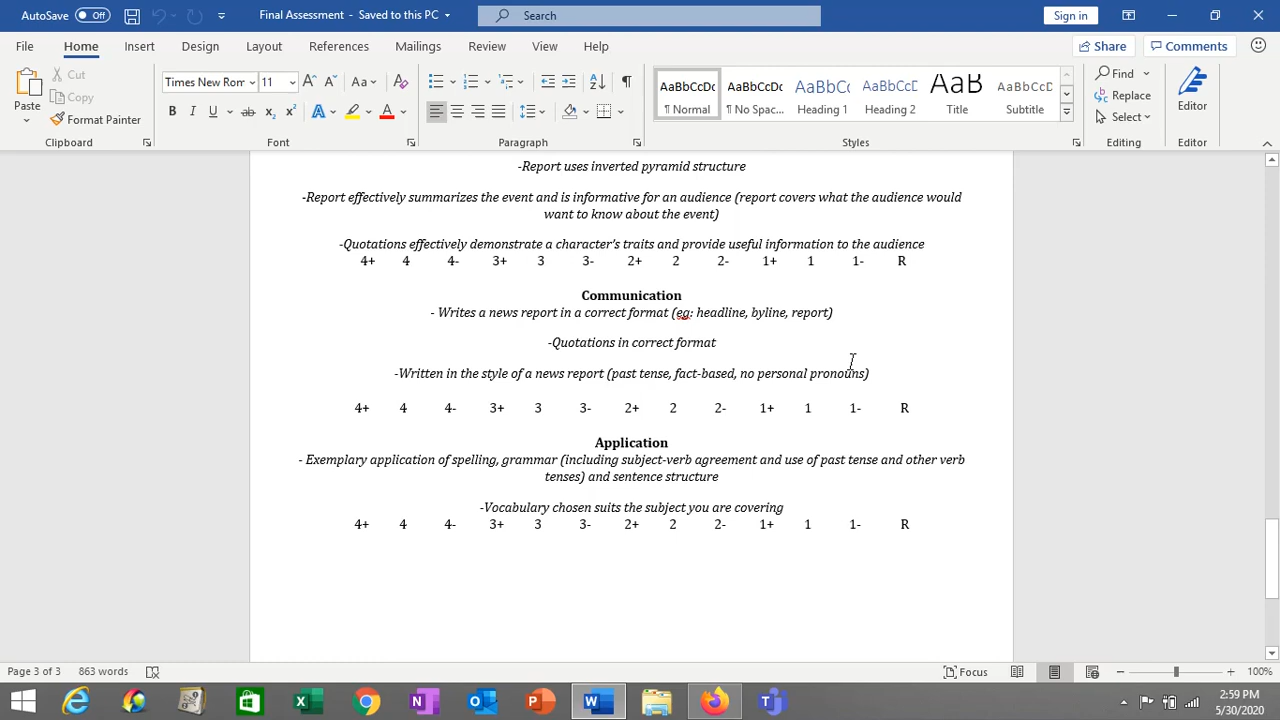 AutoSave Off Final Assessment - Saved to this PC Search Sign in
File Home Insert Design Layout References Mailings Review View Help Share Comments
Paste Cut Copy Format Painter
Times New Rom 11 Aa
B I U ab x₂ x² A A
AaBbCcDc AaBbCcDc AaBbCc AaBbCcD AaB AaBbCcD
¶ Normal ¶ No Spac... Heading 1 Heading 2 Title Subtitle
Find Replace Select Editor
Clipboard Font Paragraph Styles Editing Editor
-Report uses inverted pyramid structure
-Report effectively summarizes the event and is informative for an audience (report covers what the audience would
want to know about the event)
-Quotations effectively demonstrate a character's traits and provide useful information to the audience
4+ 4 4- 3+ 3 3- 2+ 2 2- 1+ 1 1- R
Communication
- Writes a news report in a correct format (eg: headline, byline, report)
-Quotations in correct format
-Written in the style of a news report (past tense, fact-based, no personal pronouns)
4+ 4 4- 3+ 3 3- 2+ 2 2- 1+ 1 1- R
Application
- Exemplary application of spelling, grammar (including subject-verb agreement and use of past tense and other verb
tenses) and sentence structure
-Vocabulary chosen suits the subject you are covering
4+ 4 4- 3+ 3 3- 2+ 2 2- 1+ 1 1- R
Page 3 of 3 863 words Focus 100%
2:59 PM
5/30/2020